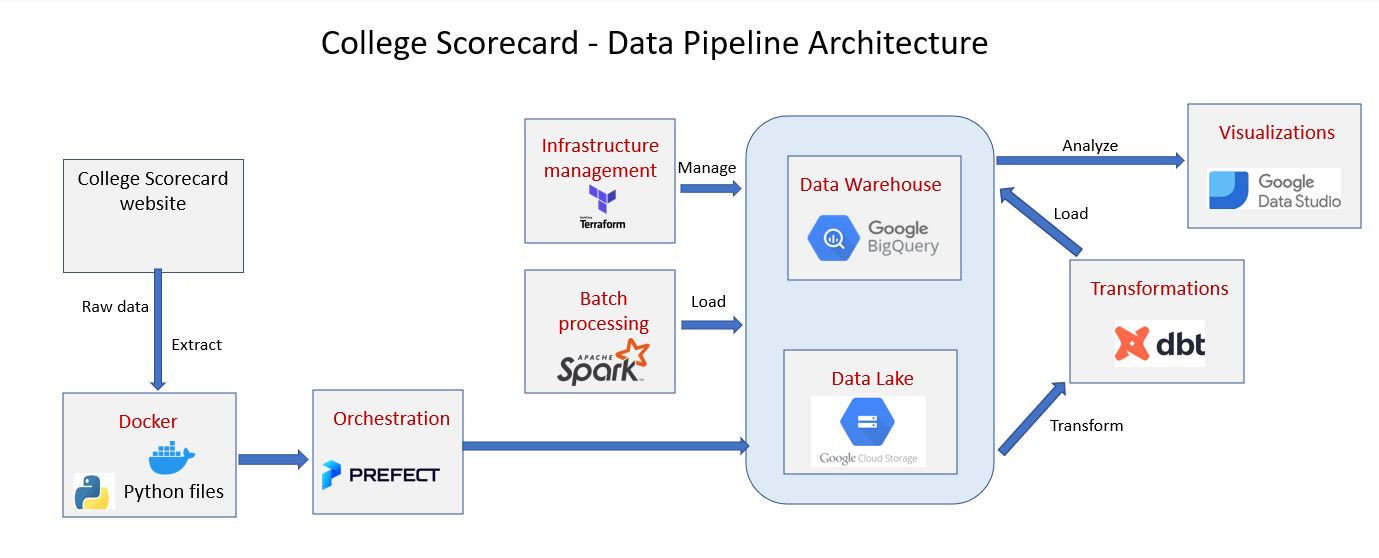 College Scorecard - Data Pipeline Architecture
College Scorecard
website
Raw data
Extract
Docker
Python files
Orchestration
PREFECT
Infrastructure
management
HashiCorp
Terraform
Manage
Batch
processing
APACHE
Spark™
Load
Data Warehouse
Google
BigQuery
Data Lake
Google Cloud Storage
Analyze
Load
Transform
Transformations
dbt
Visualizations
Google
Data Studio